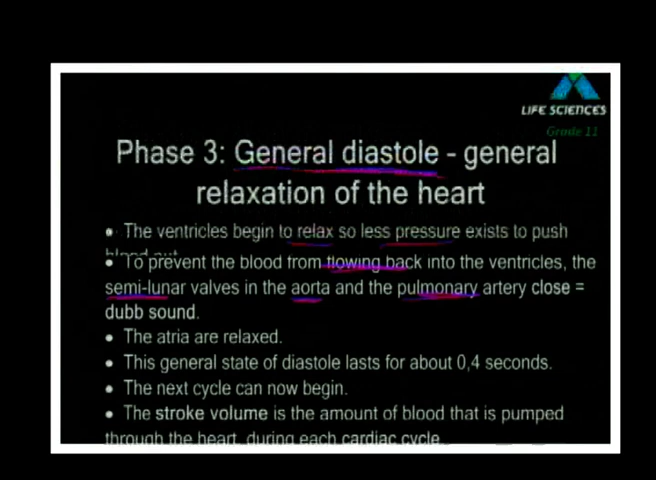 LIFE SCIENCES
Grade 11
Phase 3: General diastole - general
relaxation of the heart
• The ventricles begin to relax so less pressure exists to push
blood out.
• To prevent the blood from flowing back into the ventricles, the
semi-lunar valves in the aorta and the pulmonary artery close =
dubb sound.
• The atria are relaxed.
• This general state of diastole lasts for about 0,4 seconds.
• The next cycle can now begin.
• The stroke volume is the amount of blood that is pumped
through the heart, during each cardiac cycle.